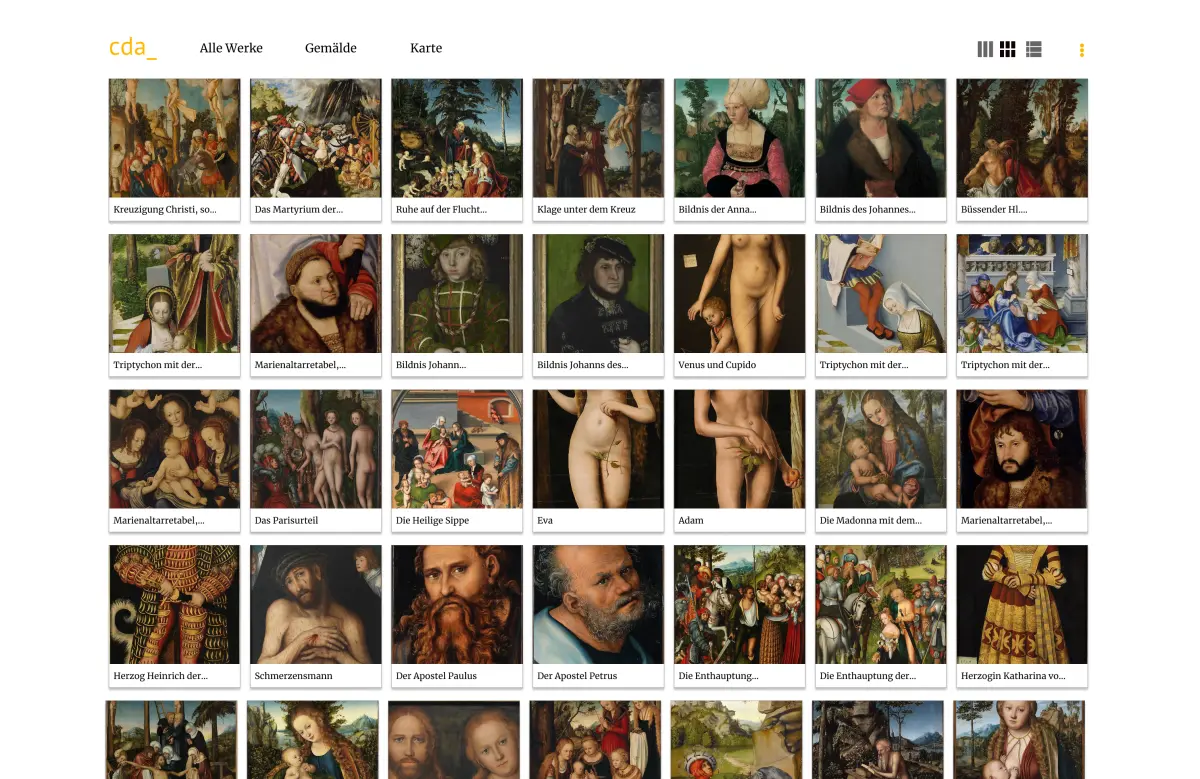 cda_
Alle Werke
Gemälde
Karte
Kreuzigung Christi, so...
Das Martyrium der...
Ruhe auf der Flucht...
Klage unter dem Kreuz
Bildnis der Anna...
Bildnis des Johannes...
Büssender Hl....
Triptychon mit der...
Marienaltarretabel,...
Bildnis Johann...
Bildnis Johanns des...
Venus und Cupido
Triptychon mit der...
Triptychon mit der...
Marienaltarretabel,...
Das Parisurteil
Die Heilige Sippe
Eva
Adam
Die Madonna mit dem...
Marienaltarretabel,...
Herzog Heinrich der...
Schmerzensmann
Der Apostel Paulus
Der Apostel Petrus
Die Enthauptung...
Die Enthauptung der...
Herzogin Katharina vo...